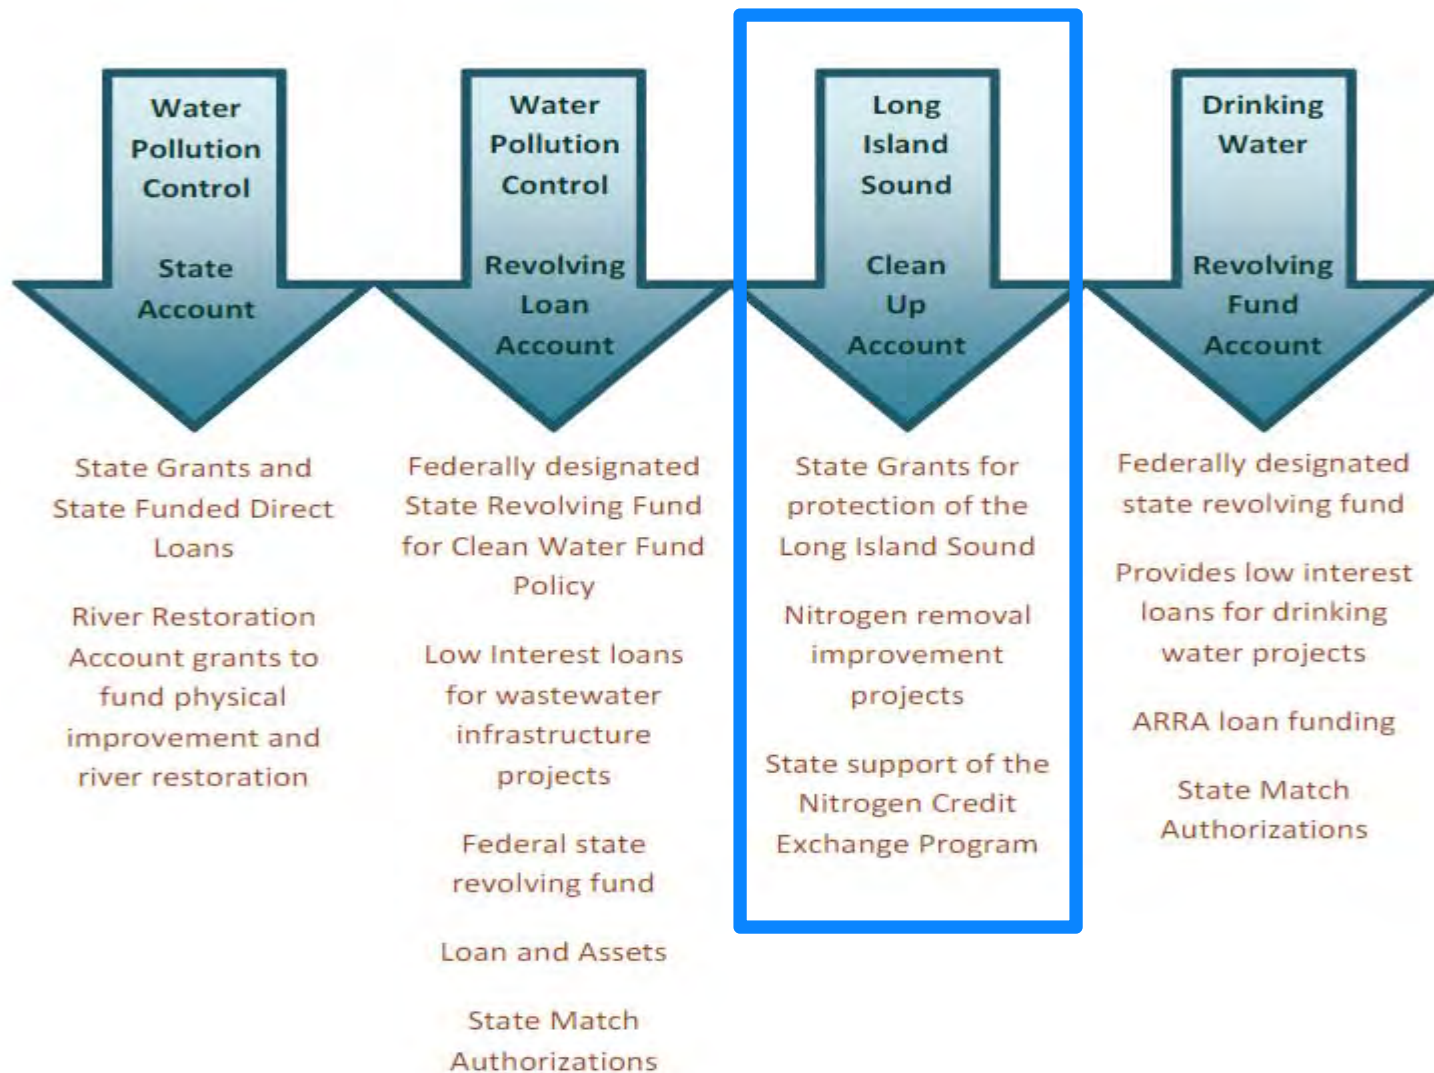 Water
Pollution
Control
State
Account
State Grants and
State Funded Direct
Loans
River Restoration
Account grants to
fund physical
improvement and
river restoration
Water
Pollution
Control
Revolving
Loan
Account
Federally designated
State Revolving Fund
for Clean Water Fund
Policy
Low Interest loans
for wastewater
infrastructure
projects
Federal state
revolving fund
Loan and Assets
State Match
Authorizations
Long
Island
Sound
Clean
Up
Account
State Grants for
protection of the
Long Island Sound
Nitrogen removal
improvement
projects
State support of the
Nitrogen Credit
Exchange Program
Drinking
Water
Revolving
Fund
Account
Federally designated
state revolving fund
Provides low interest
loans for drinking
water projects
ARRA loan funding
State Match
Authorizations